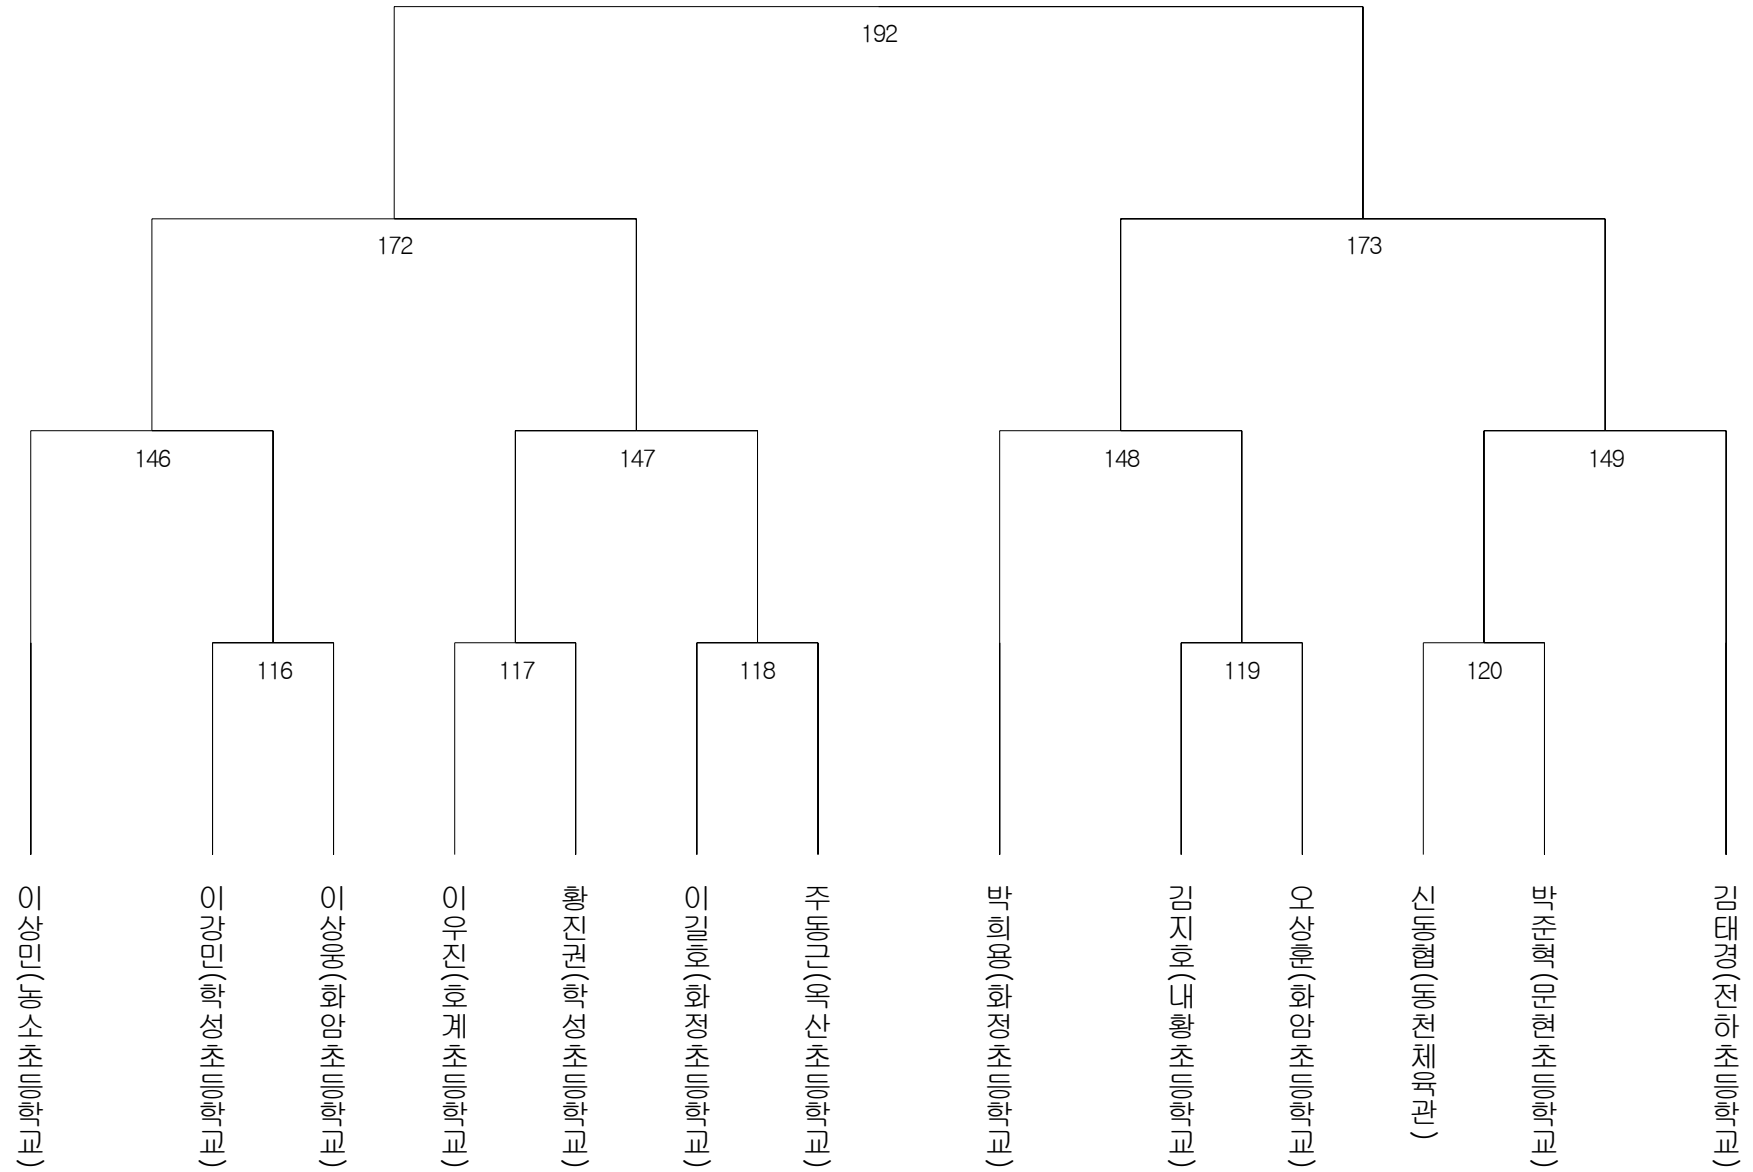 192
172
173
146
147
148
149
116
117
118
119
120
이상민(농소초등학교)
이강민(학성초등학교)
이상웅(화암초등학교)
이우진(호계초등학교)
황진권(학성초등학교)
이길호(화정초등학교)
주동근(옥산초등학교)
박희용(화정초등학교)
김지호(내황초등학교)
오상훈(화암초등학교)
신동협(동천체육관)
박준혁(문현초등학교)
김태경(전하초등학교)